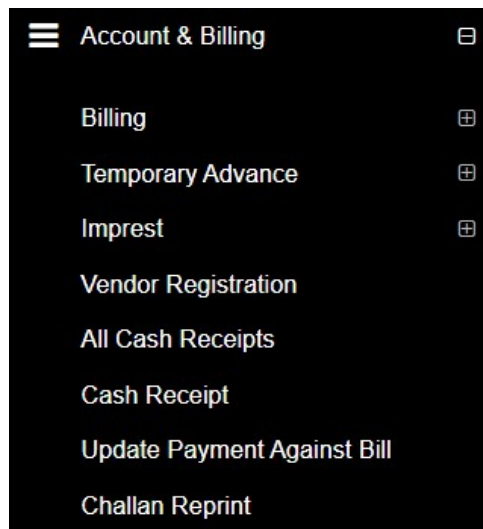 Account & Billing
Billing
Temporary Advance
Imprest
Vendor Registration
All Cash Receipts
Cash Receipt
Update Payment Against Bill
Challan Reprint